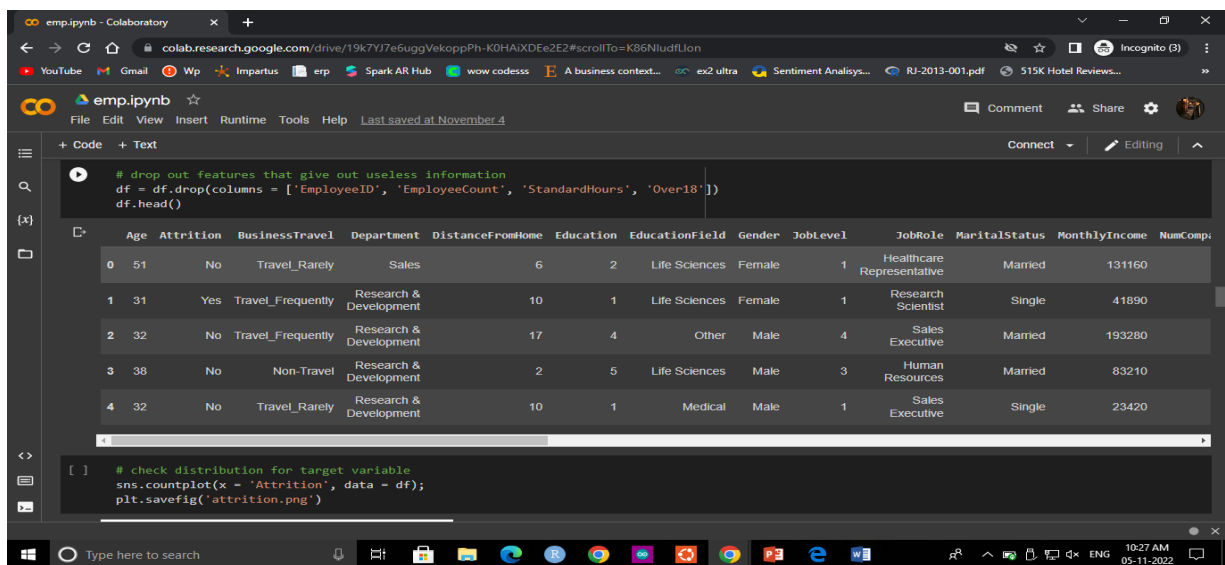 emp.ipynb - Colaboratory
colab.research.google.com/drive/19k7YJ7e6uggVekoppPh-K0HAiXDEe2E2#scrollTo=K86NIudfLIon Incognito (3)
YouTube Gmail Wp Impartus erp Spark AR Hub wow codesss A business context... ex2 ultra Sentiment Analisys... RJ-2013-001.pdf 515K Hotel Reviews...
emp.ipynb
Comment Share
File Edit View Insert Runtime Tools Help Last saved at November 4
+ Code + Text Connect Editing
# drop out features that give out useless information
df = df.drop(columns = ['EmployeeID', 'EmployeeCount', 'StandardHours', 'Over18'])
df.head()
{x}
Age Attrition BusinessTravel Department DistanceFromHome Education EducationField Gender JobLevel JobRole MaritalStatus MonthlyIncome NumCompa
0 51 No Travel_Rarely Sales 6 2 Life Sciences Female 1 Healthcare Representative Married 131160
1 31 Yes Travel_Frequently Research & Development 10 1 Life Sciences Female 1 Research Scientist Single 41890
2 32 No Travel_Frequently Research & Development 17 4 Other Male 4 Sales Executive Married 193280
3 38 No Non-Travel Research & Development 2 5 Life Sciences Male 3 Human Resources Married 83210
4 32 No Travel_Rarely Research & Development 10 1 Medical Male 1 Sales Executive Single 23420
[ ] # check distribution for target variable
sns.countplot(x = 'Attrition', data = df);
plt.savefig('attrition.png')
Type here to search
ENG 10:27 AM
05-11-2022